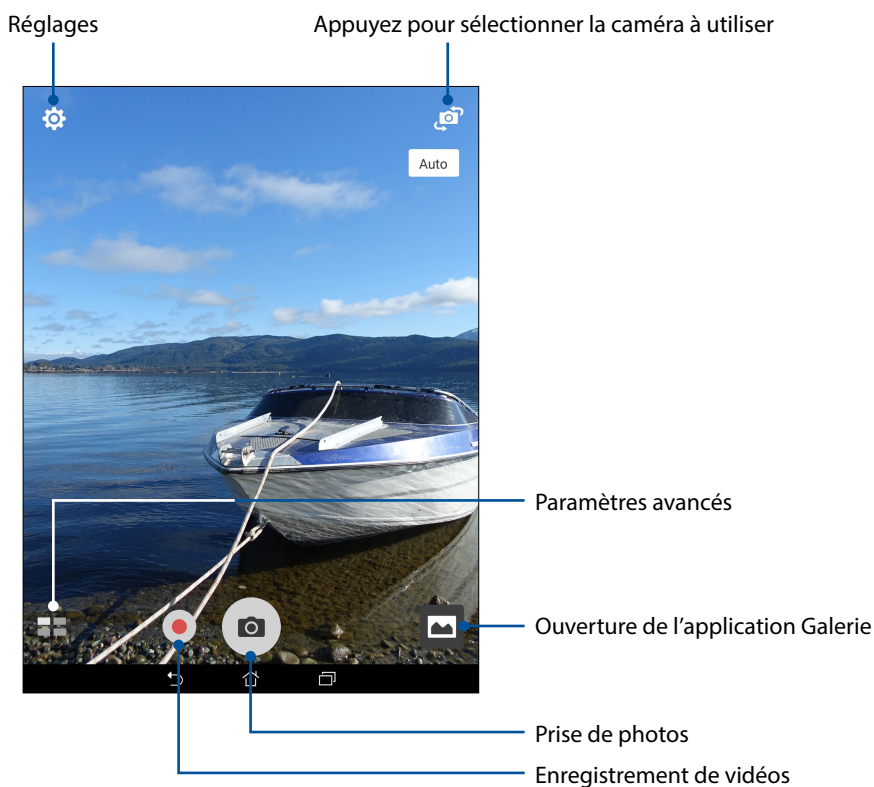 Réglages
Appuyez pour sélectionner la caméra à utiliser
Auto
Paramètres avancés
Ouverture de l’application Galerie
Prise de photos
Enregistrement de vidéos